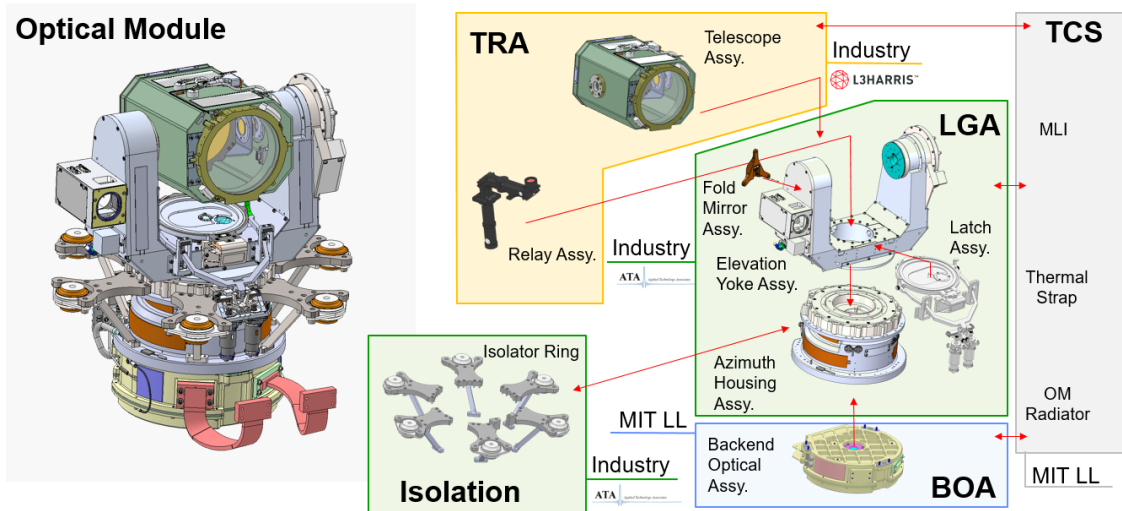 Optical Module
TRA
Telescope
Assy.
Industry
L3HARRIS™
TCS
MLI
Thermal
Strap
OM
Radiator
MIT LL
LGA
Fold
Mirror
Assy.
Latch
Assy.
Relay Assy.
Industry
ATA
Elevation
Yoke Assy.
Azimuth
Housing
Assy.
Isolator Ring
Isolation
Industry
ATA
MIT LL
Backend
Optical
Assy.
BOA